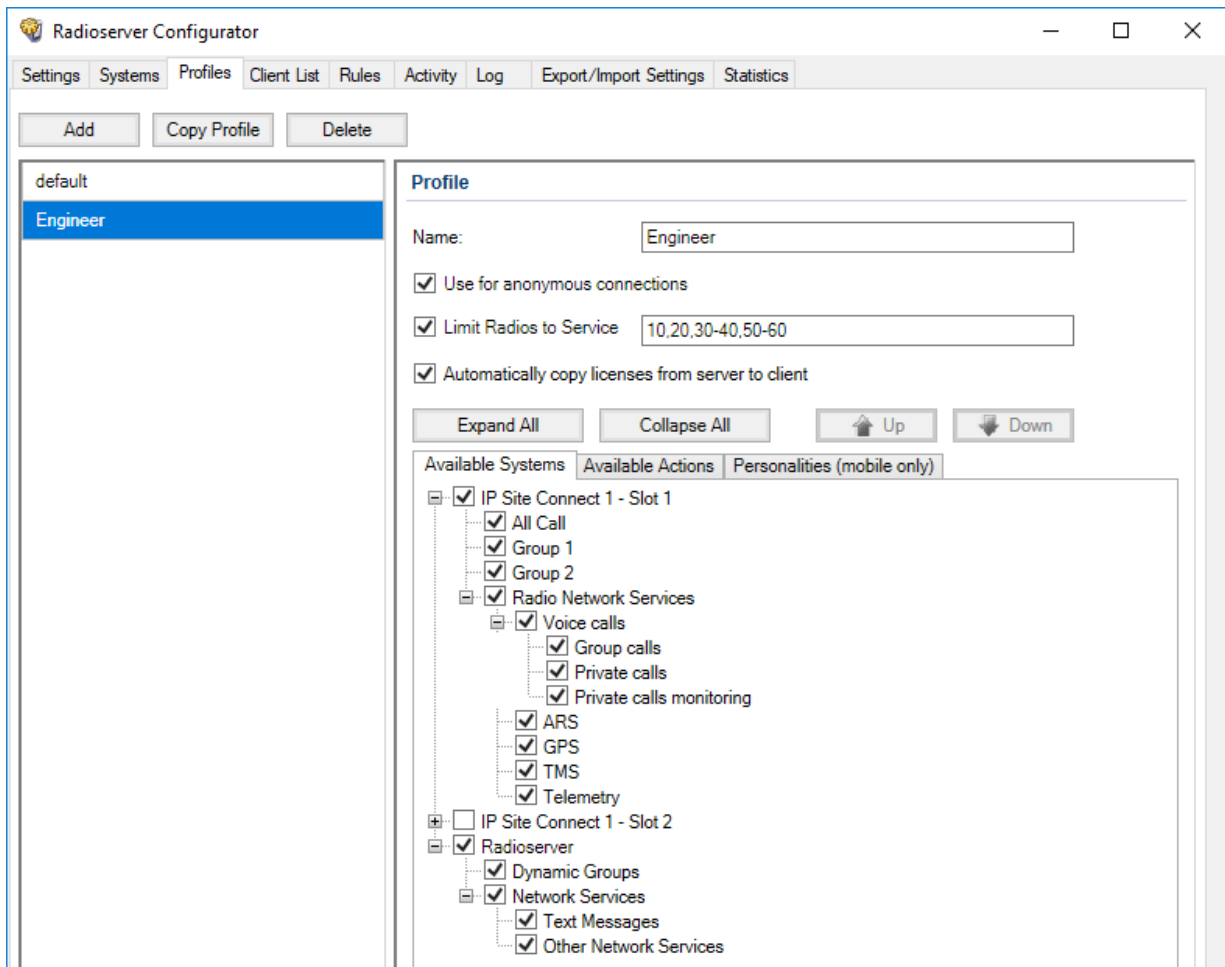 Radioserver Configurator
Settings Systems Profiles Client List Rules Activity Log Export/Import Settings Statistics
Add Copy Profile Delete
default
Engineer
Profile
Name: Engineer
Use for anonymous connections
Limit Radios to Service 10,20,30-40,50-60
Automatically copy licenses from server to client
Expand All Collapse All Up Down
Available Systems Available Actions Personalities (mobile only)
IP Site Connect 1 - Slot 1
All Call
Group 1
Group 2
Radio Network Services
Voice calls
Group calls
Private calls
Private calls monitoring
ARS
GPS
TMS
Telemetry
IP Site Connect 1 - Slot 2
Radioserver
Dynamic Groups
Network Services
Text Messages
Other Network Services